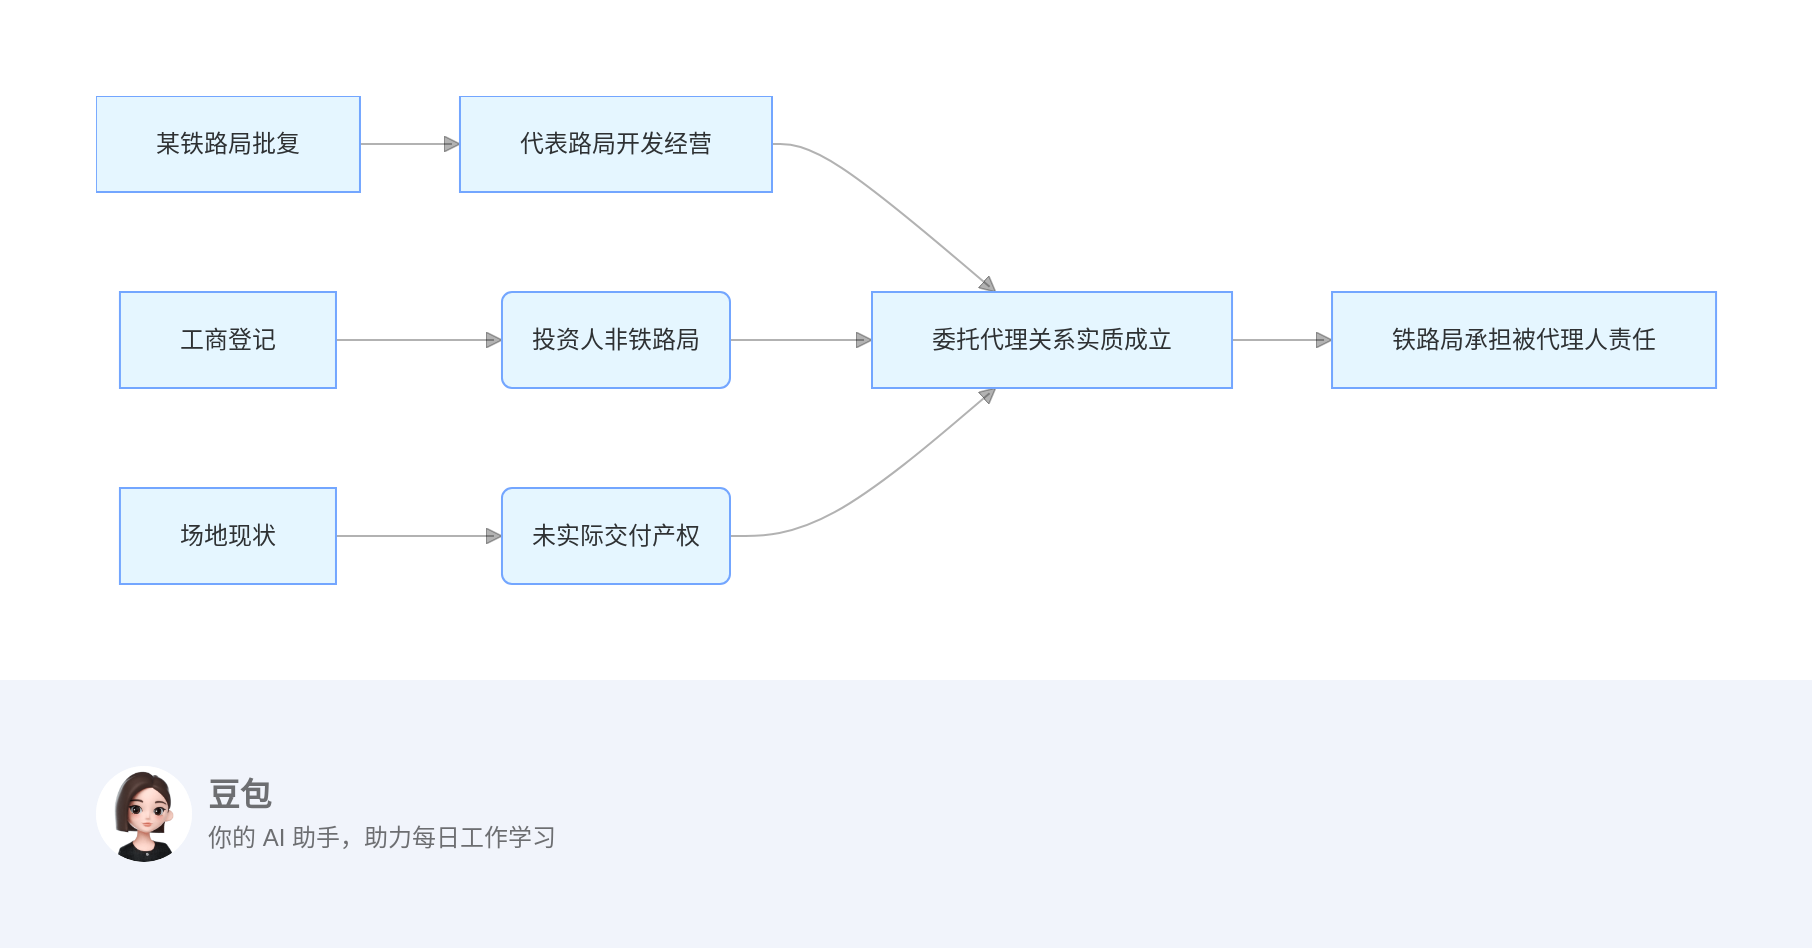 某铁路局批复
代表路局开发经营
工商登记
投资人非铁路局
委托代理关系实质成立
铁路局承担被代理人责任
场地现状
未实际交付产权
豆包
你的 AI 助手，助力每日工作学习